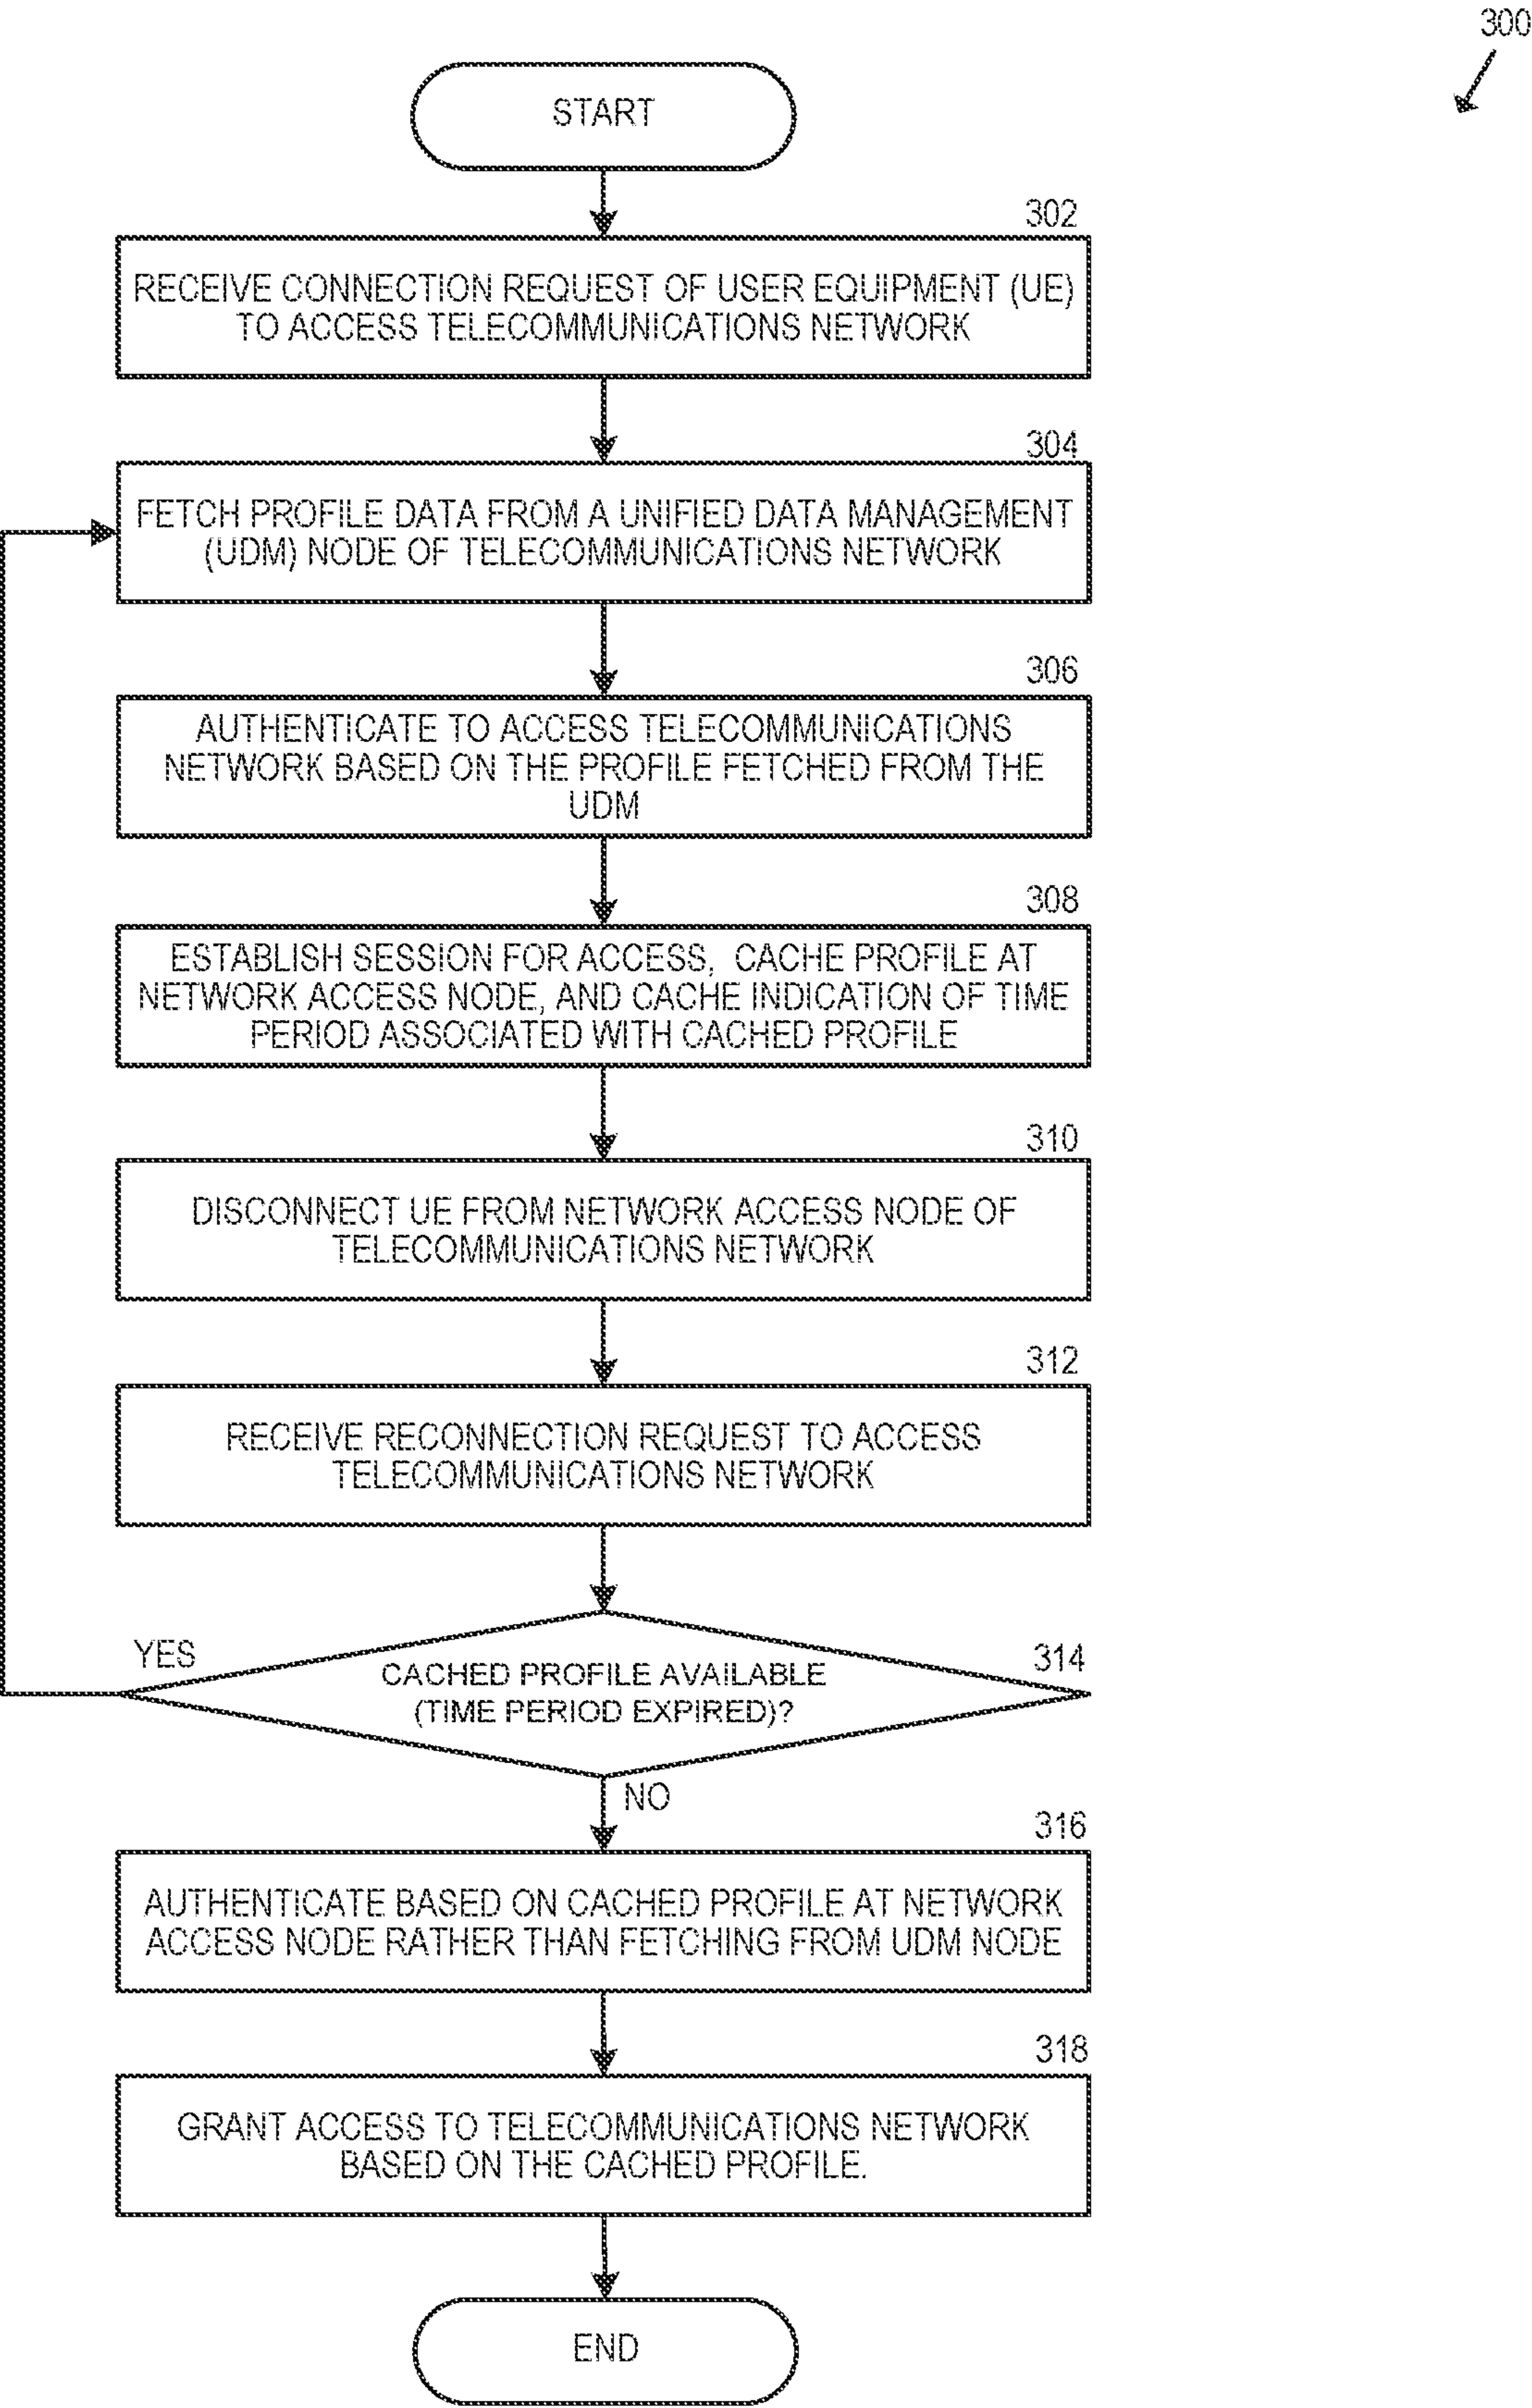 300
START
302
RECEIVE CONNECTION REQUEST OF USER EQUIPMENT (UE)
TO ACCESS TELECOMMUNICATIONS NETWORK
304
FETCH PROFILE DATA FROM A UNIFIED DATA MANAGEMENT
(UDM) NODE OF TELECOMMUNICATIONS NETWORK
306
AUTHENTICATE TO ACCESS TELECOMMUNICATIONS
NETWORK BASED ON THE PROFILE FETCHED FROM THE
UDM
308
ESTABLISH SESSION FOR ACCESS, CACHE PROFILE AT
NETWORK ACCESS NODE, AND CACHE INDICATION OF TIME
PERIOD ASSOCIATED WITH CACHED PROFILE
310
DISCONNECT UE FROM NETWORK ACCESS NODE OF
TELECOMMUNICATIONS NETWORK
312
RECEIVE RECONNECTION REQUEST TO ACCESS
TELECOMMUNICATIONS NETWORK
YES
314
CACHED PROFILE AVAILABLE
(TIME PERIOD EXPIRED)?
NO
316
AUTHENTICATE BASED ON CACHED PROFILE AT NETWORK
ACCESS NODE RATHER THAN FETCHING FROM UDM NODE
318
GRANT ACCESS TO TELECOMMUNICATIONS NETWORK
BASED ON THE CACHED PROFILE.
END